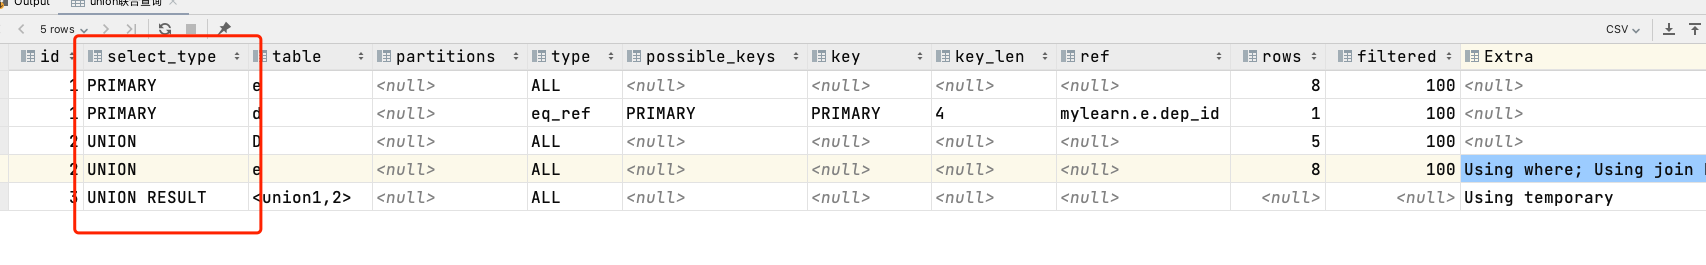 Output union联合查询
5 rows CSV
id select_type table partitions type possible_keys key key_len ref rows filtered Extra
1 PRIMARY e <null> ALL <null> <null> <null> <null> 8 100 <null>
1 PRIMARY d <null> eq_ref PRIMARY PRIMARY 4 mylearn.e.dep_id 1 100 <null>
2 UNION D <null> ALL <null> <null> <null> <null> 5 100 <null>
2 UNION e <null> ALL <null> <null> <null> <null> 8 100 Using where; Using join
3 UNION RESULT <union1,2> <null> ALL <null> <null> <null> <null> <null> <null> Using temporary